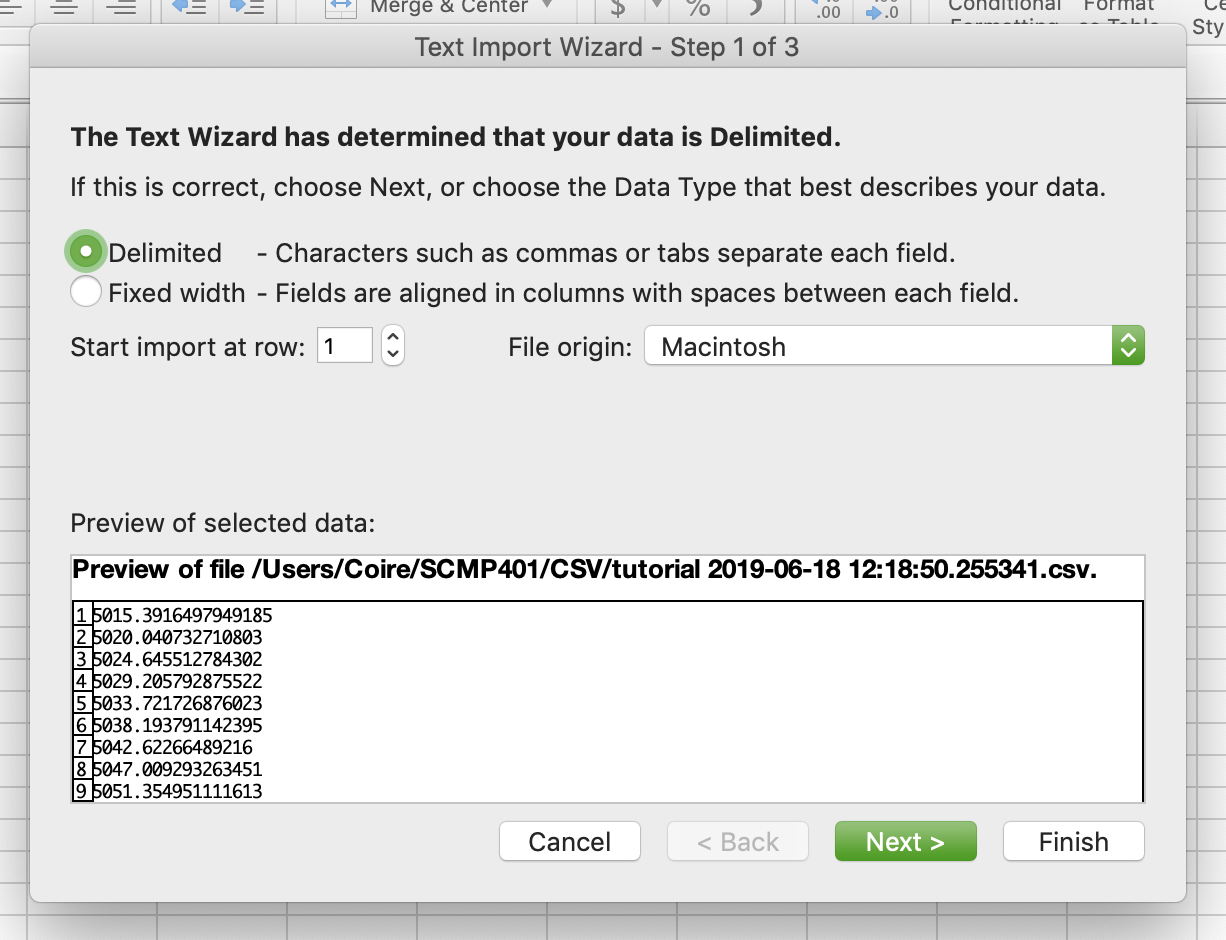 Merge & Center
$
%
.00
.0
Conditional
Format
Text Import Wizard - Step 1 of 3
The Text Wizard has determined that your data is Delimited.
If this is correct, choose Next, or choose the Data Type that best describes your data.
Delimited - Characters such as commas or tabs separate each field.
Fixed width - Fields are aligned in columns with spaces between each field.
Start import at row: 1 File origin: Macintosh
Preview of selected data:
Preview of file /Users/Coire/SCMP401/CSV/tutorial 2019-06-18 12:18:50.255341.csv.
1 5015.3916497949185
2 5020.040732710803
3 5024.645512784302
4 5029.205792875522
5 5033.721726876023
6 5038.193791142395
7 5042.62266489216
8 5047.009293263451
9 5051.354951111613
Cancel < Back Next > Finish